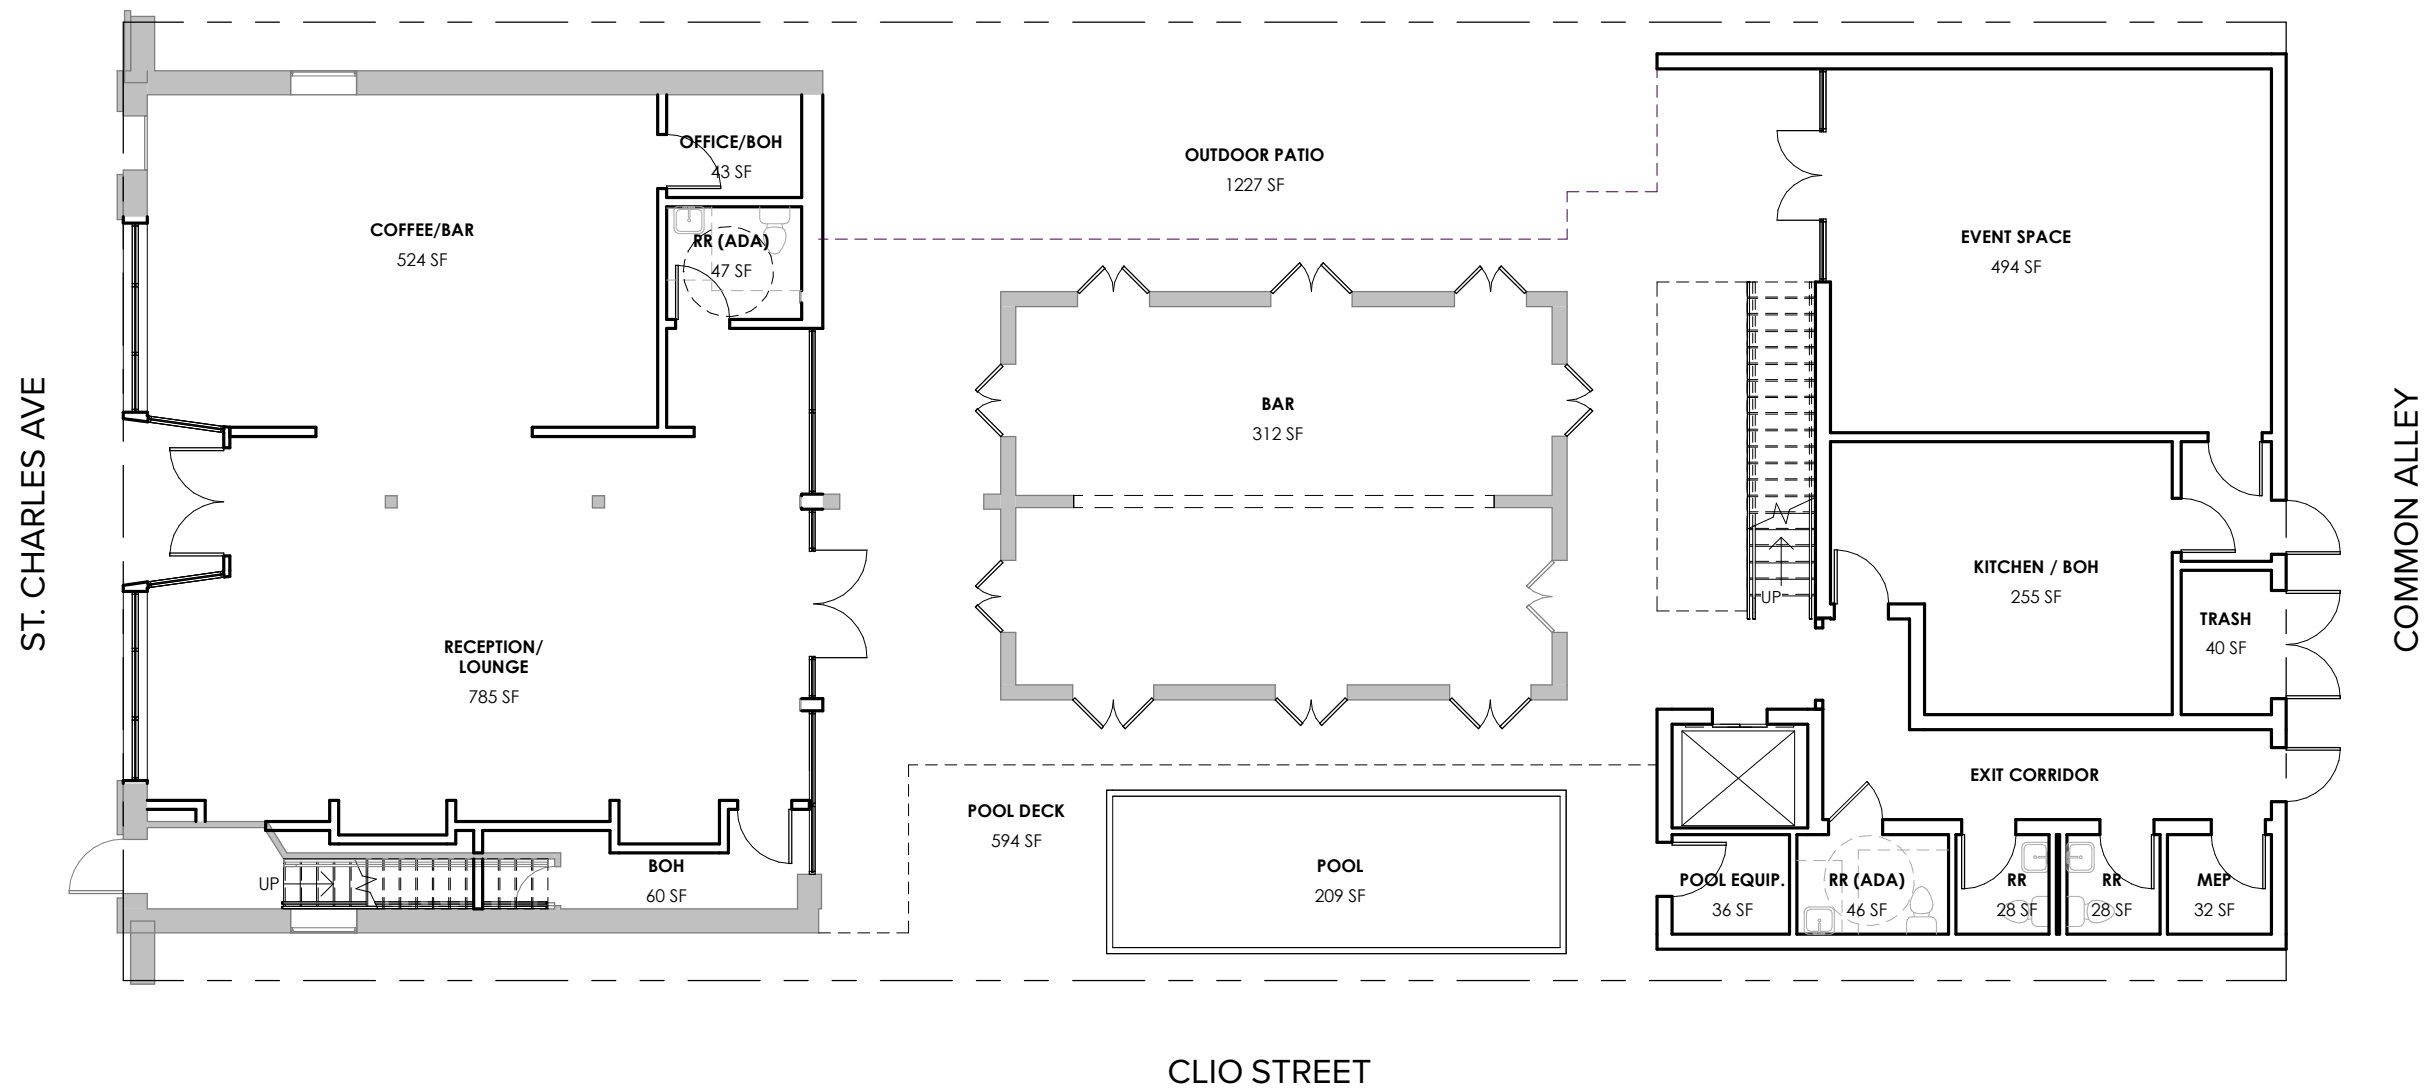 OFFICE/BOH
43 SF
OUTDOOR PATIO
1227 SF
COFFEE/BAR
524 SF
RR (ADA)
47 SF
EVENT SPACE
494 SF
ST. CHARLES AVE
COMMON ALLEY
BAR
312 SF
KITCHEN / BOH
255 SF
UP
TRASH
40 SF
RECEPTION/
LOUNGE
785 SF
EXIT CORRIDOR
POOL DECK
594 SF
UP
BOH
60 SF
POOL
209 SF
POOL EQUIP.
36 SF
RR (ADA)
46 SF
RR
28 SF
RR
28 SF
MEP
32 SF
CLIO STREET